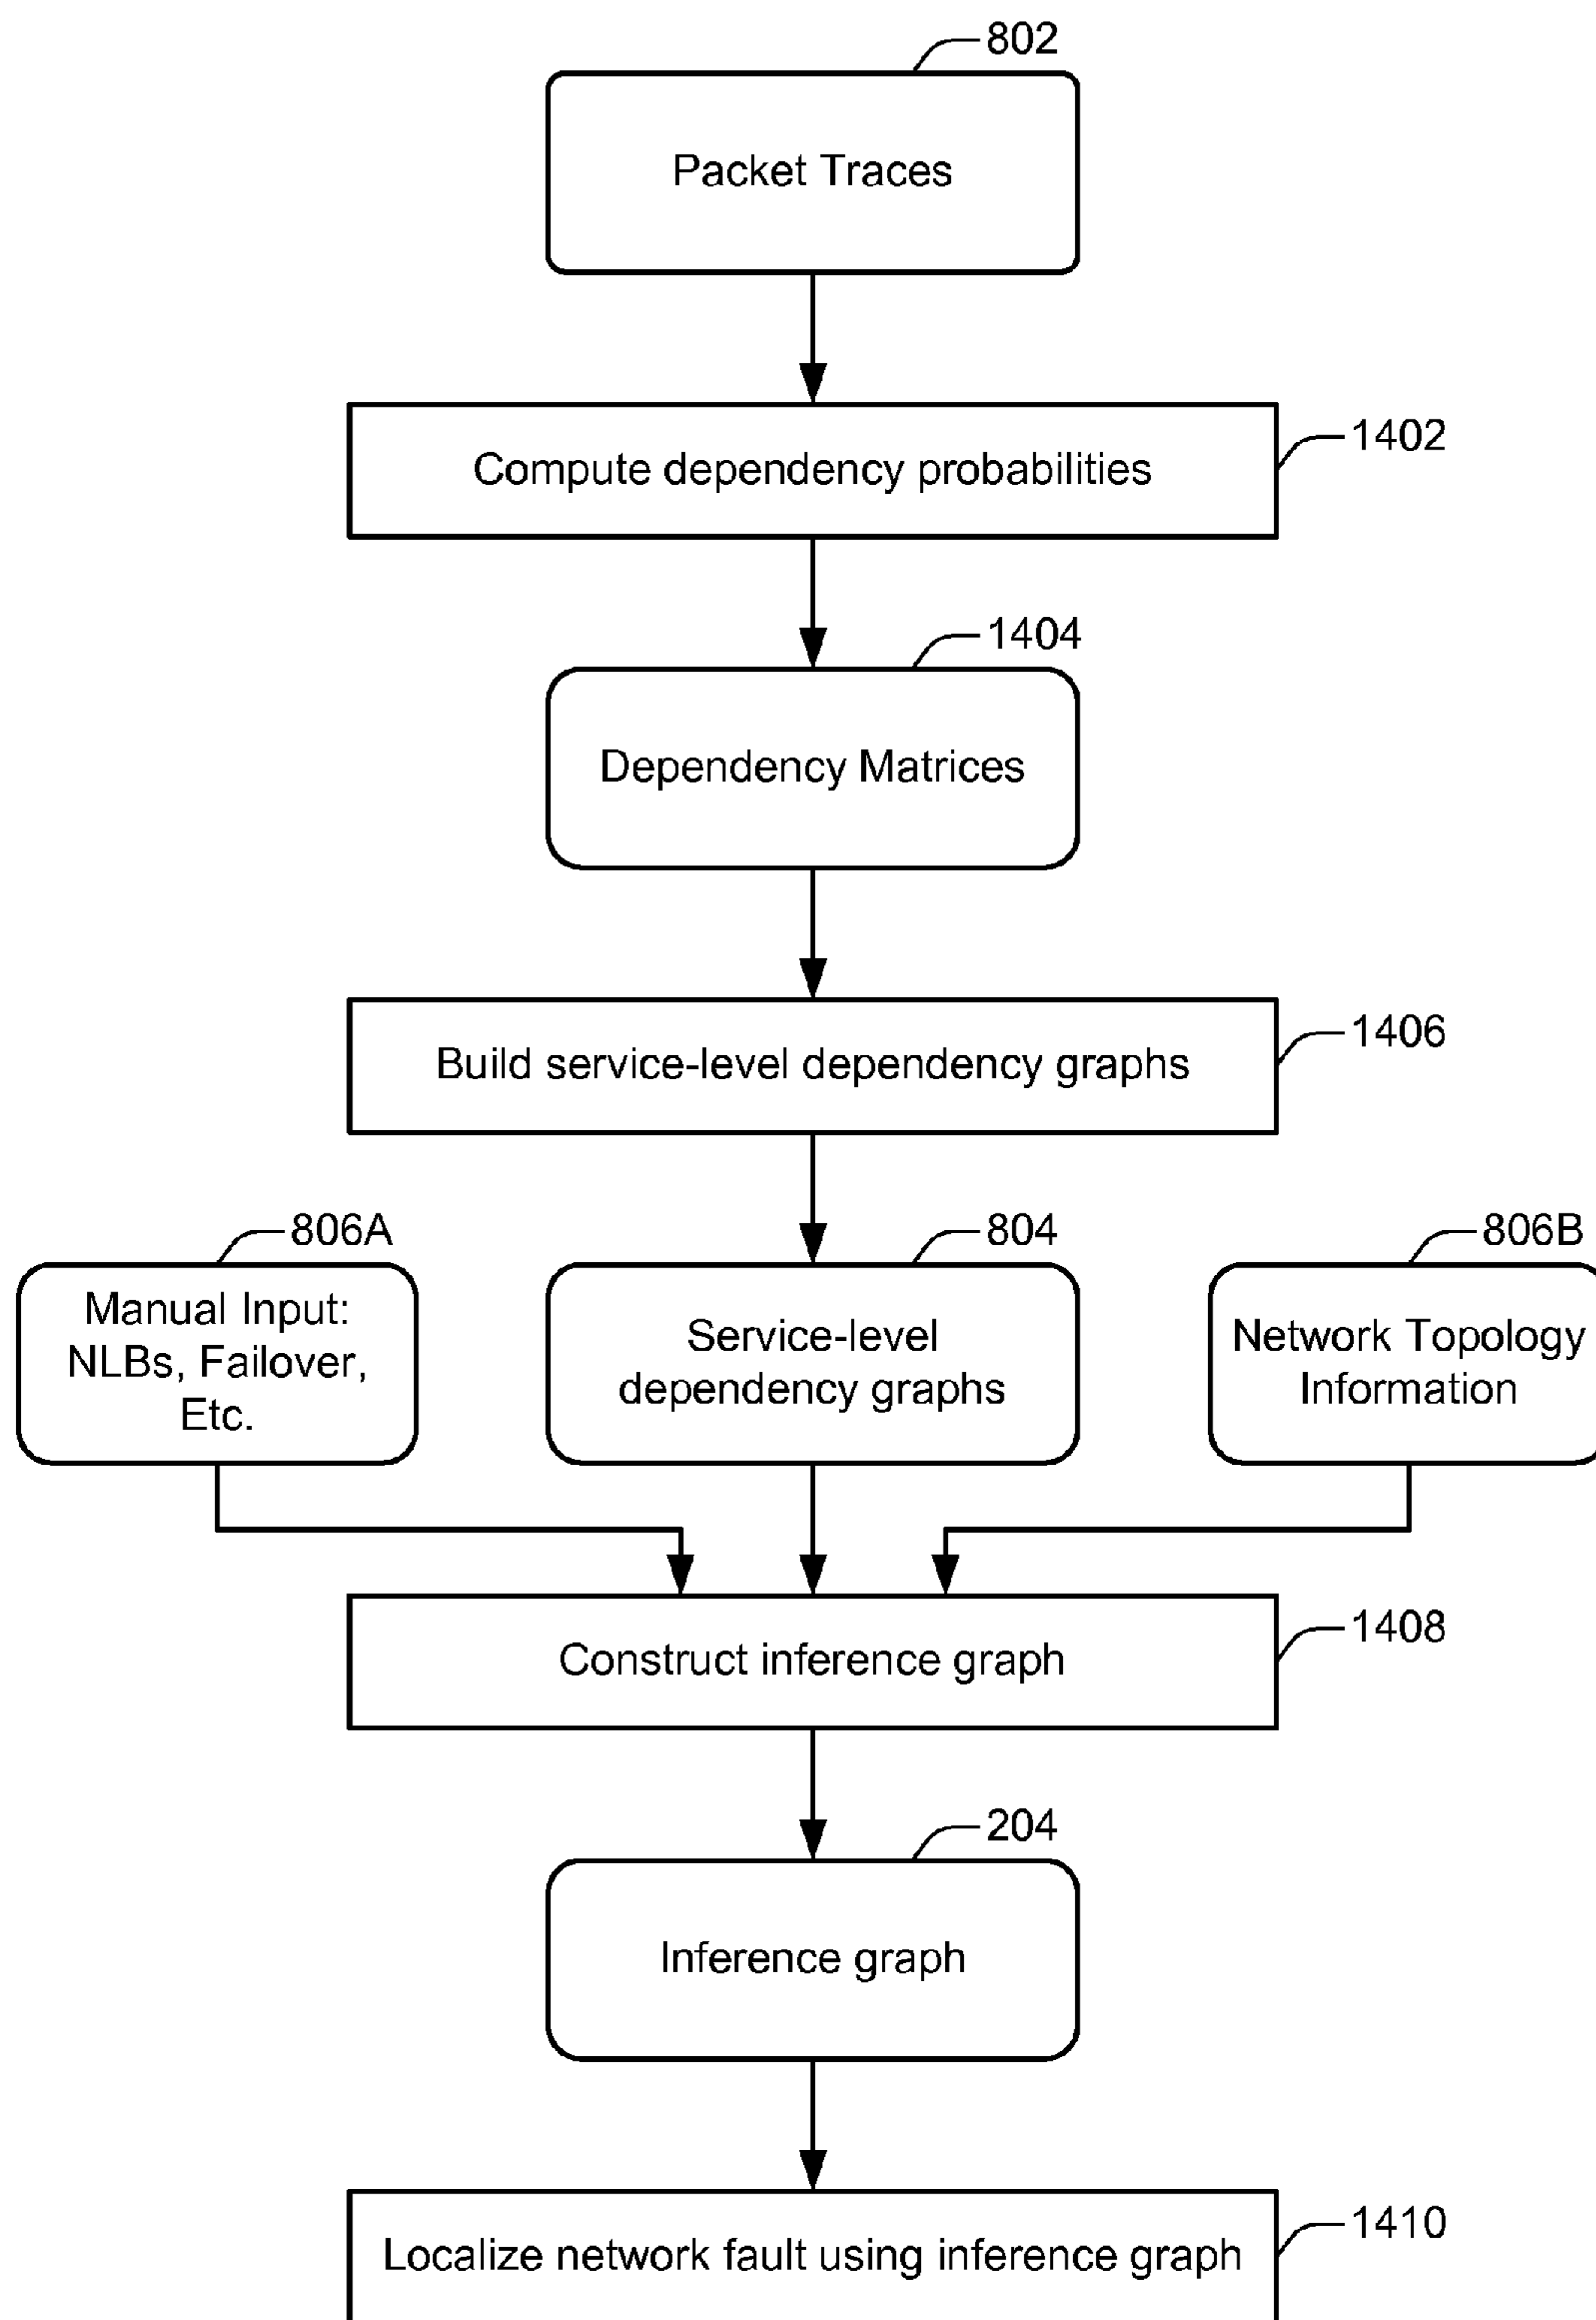 802
Packet Traces
1402
Compute dependency probabilities
1404
Dependency Matrices
1406
Build service-level dependency graphs
806A
Manual Input:
NLBs, Failover,
Etc.
804
Service-level
dependency graphs
806B
Network Topology
Information
1408
Construct inference graph
204
Inference graph
1410
Localize network fault using inference graph